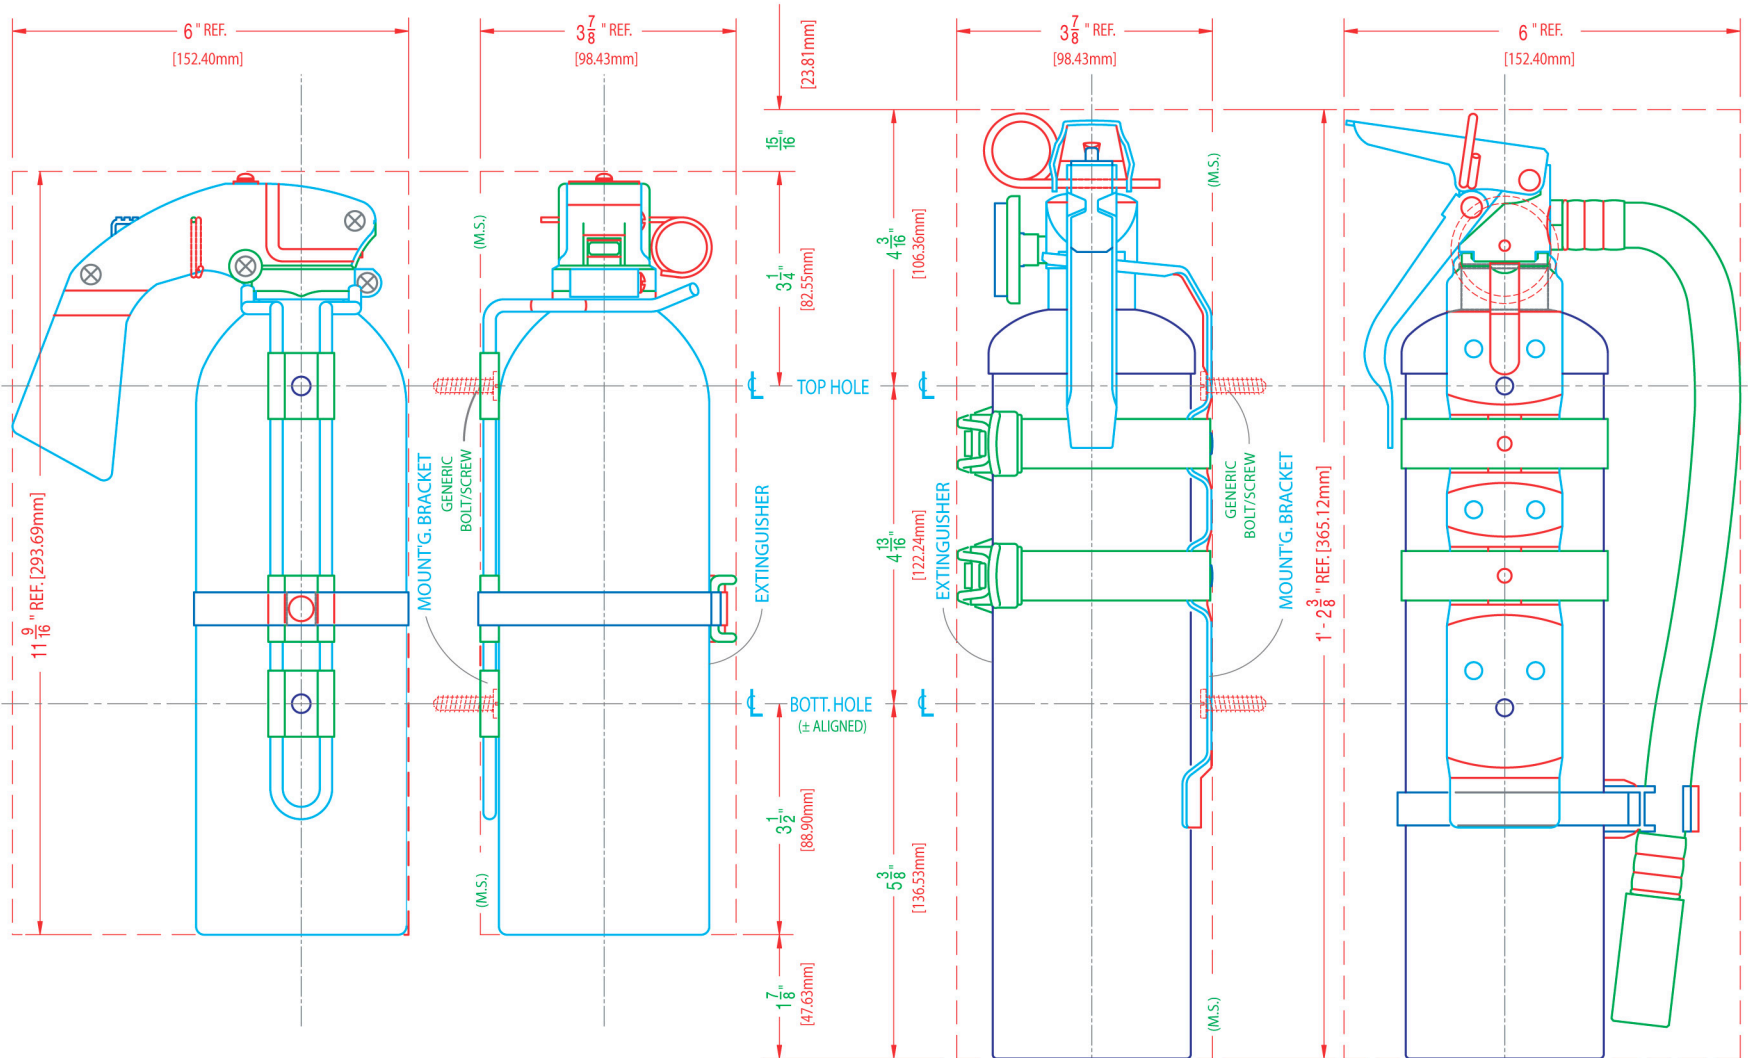 6 " REF.
[152.40mm]
3 7/8 " REF.
[98.43mm]
[23.81mm]
15/16 "
3 7/8 " REF.
[98.43mm]
6 " REF.
[152.40mm]
(M.S.)
3 1/4 "
[82.55mm]
4 3/16 "
[106.36mm]
(M.S.)
CL TOP HOLE CL
11 9/16 " REF. [293.69mm]
MOUNT'G. BRACKET
GENERIC
BOLT/SCREW
EXTINGUISHER
4 13/16 "
[122.24mm]
EXTINGUISHER
GENERIC
BOLT/SCREW
MOUNT'G. BRACKET
1' - 2 3/8 " REF. [365.12mm]
CL BOTT. HOLE CL
(± ALIGNED)
3 1/2 "
[88.90mm]
5 3/8 "
[136.53mm]
(M.S.)
1 7/8 "
[47.63mm]
(M.S.)